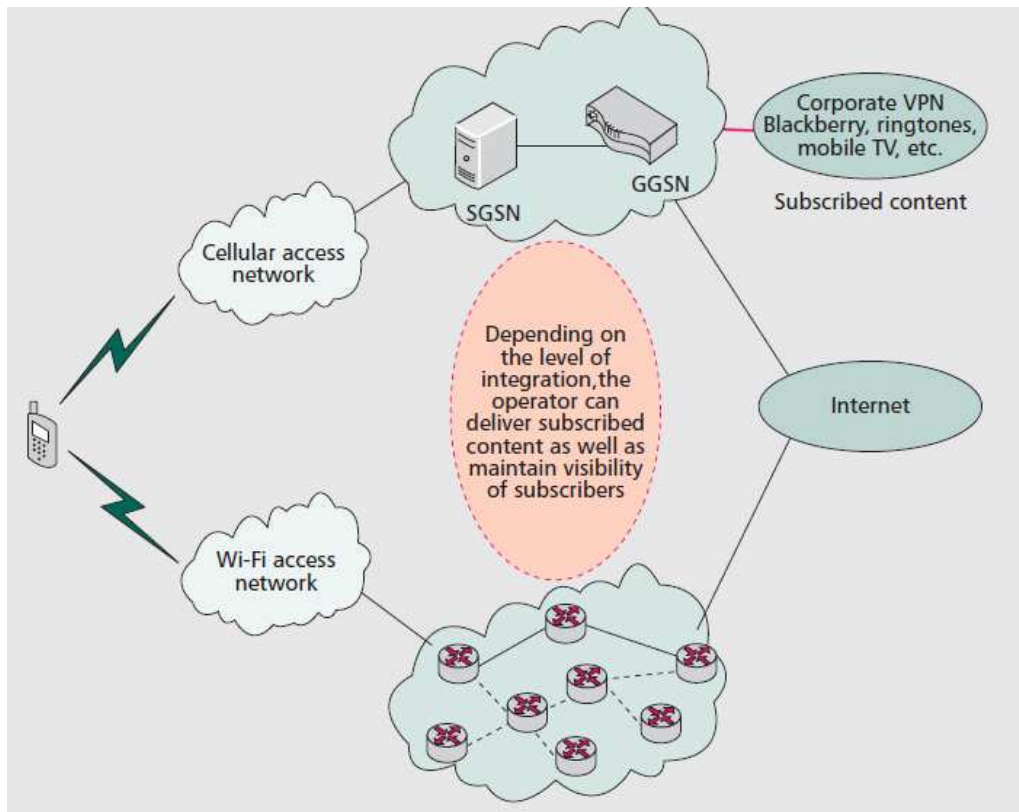 Corporate VPN
Blackberry, ringtones,
mobile TV, etc.
Subscribed content
GGSN
SGSN
Cellular access
network
Depending on
the level of
integration,the
operator can
deliver subscribed
content as well as
maintain visibility
of subscribers
Internet
Wi-Fi access
network